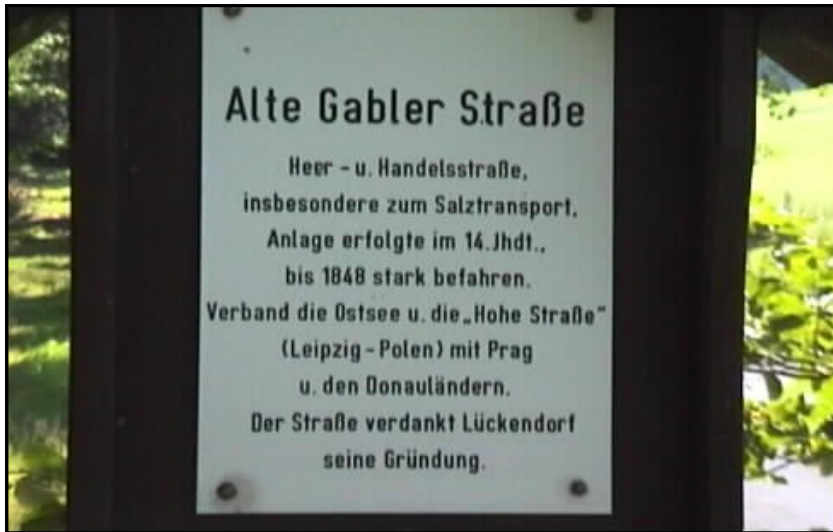 Alte Gabler Straße
Heer - u. Handelsstraße,
insbesondere zum Salztransport,
Anlage erfolgte im 14. Jhdt.,
bis 1848 stark befahren.
Verband die Ostsee u. die „Hohe Straße“
(Leipzig - Polen) mit Prag
u. den Donauländern.
Der Straße verdankt Lückendorf
seine Gründung.